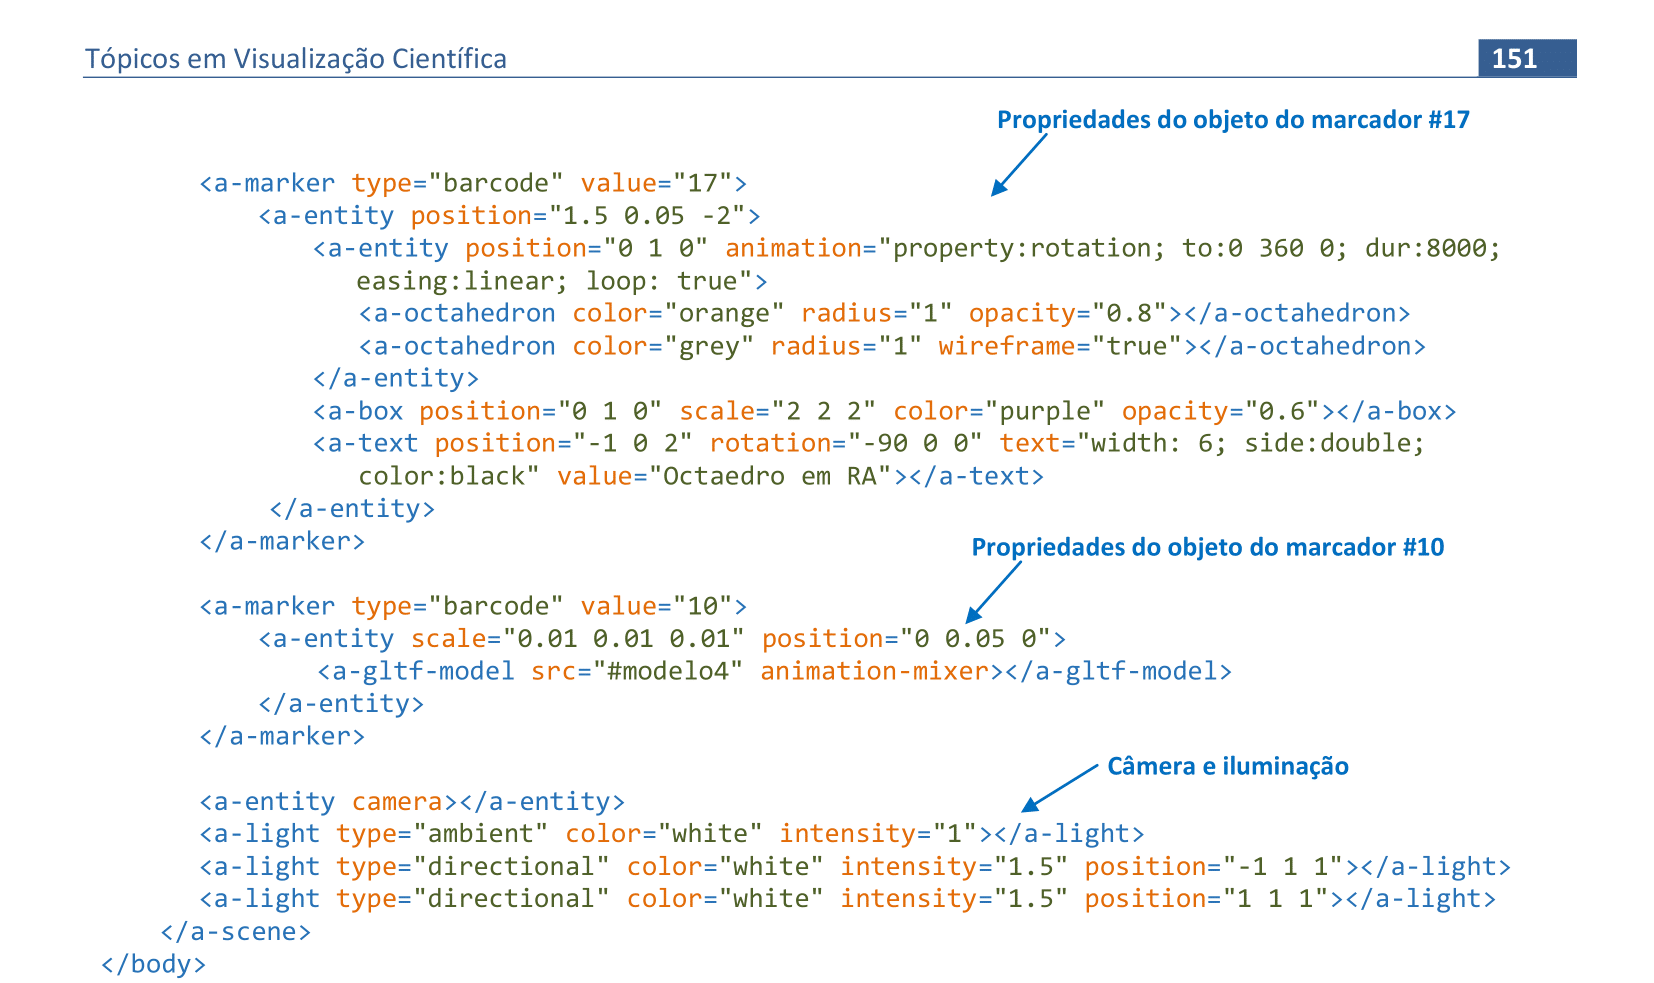 Tópicos em Visualização Científica 151
Propriedades do objeto do marcador #17
<a-marker type="barcode" value="17">
<a-entity position="1.5 0.05 -2">
<a-entity position="0 1 0" animation="property:rotation; to:0 360 0; dur:8000;
easing:linear; loop: true">
<a-octahedron color="orange" radius="1" opacity="0.8"></a-octahedron>
<a-octahedron color="grey" radius="1" wireframe="true"></a-octahedron>
</a-entity>
<a-box position="0 1 0" scale="2 2 2" color="purple" opacity="0.6"></a-box>
<a-text position="-1 0 2" rotation="-90 0 0" text="width: 6; side:double;
color:black" value="Octaedro em RA"></a-text>
</a-entity>
</a-marker>
Propriedades do objeto do marcador #10
<a-marker type="barcode" value="10">
<a-entity scale="0.01 0.01 0.01" position="0 0.05 0">
<a-gltf-model src="#modelo4" animation-mixer></a-gltf-model>
</a-entity>
</a-marker>
Câmera e iluminação
<a-entity camera></a-entity>
<a-light type="ambient" color="white" intensity="1"></a-light>
<a-light type="directional" color="white" intensity="1.5" position="-1 1 1"></a-light>
<a-light type="directional" color="white" intensity="1.5" position="1 1 1"></a-light>
</a-scene>
</body>